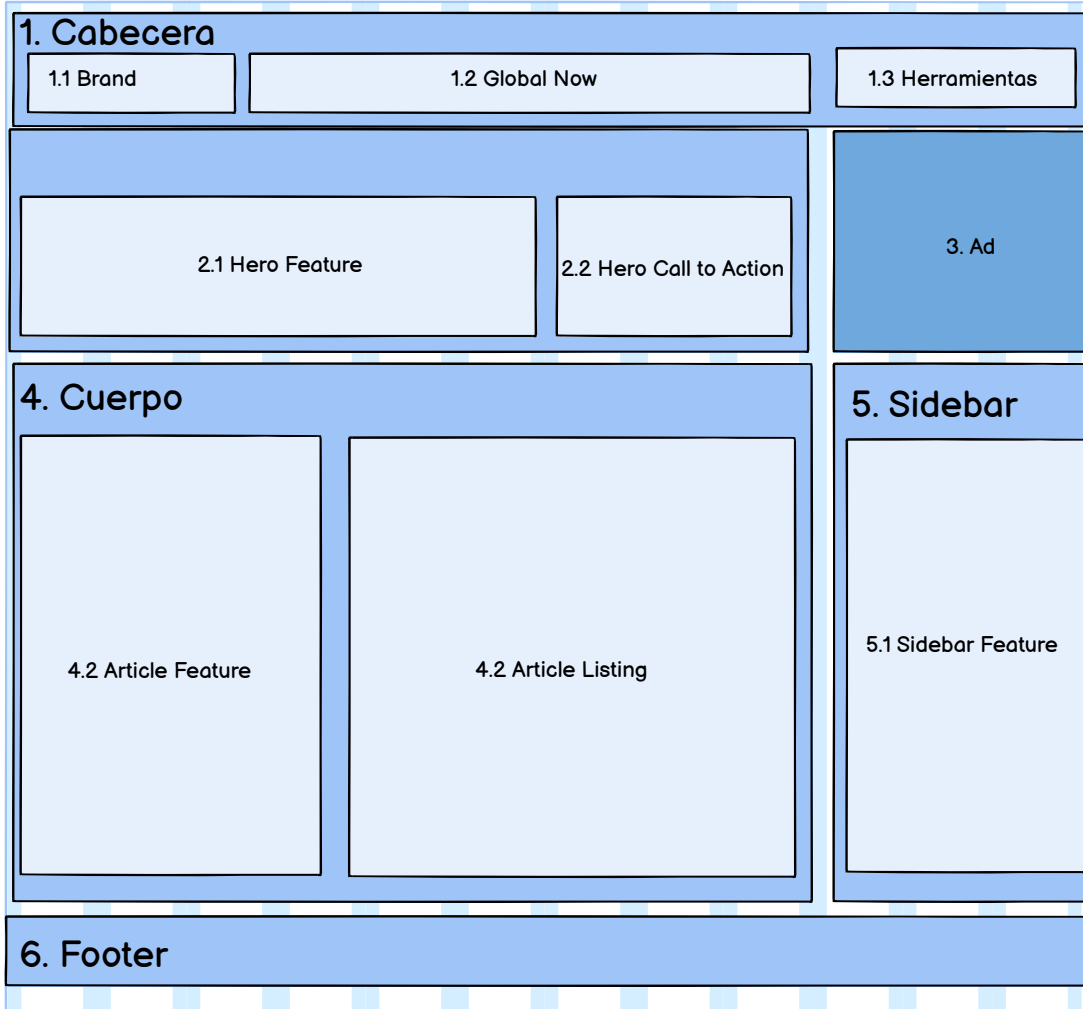 1. Cabecera
1.1 Brand
1.2 Global Now
1.3 Herramientas
2.1 Hero Feature
2.2 Hero Call to Action
3. Ad
4. Cuerpo
4.2 Article Feature
4.2 Article Listing
5. Sidebar
5.1 Sidebar Feature
6. Footer